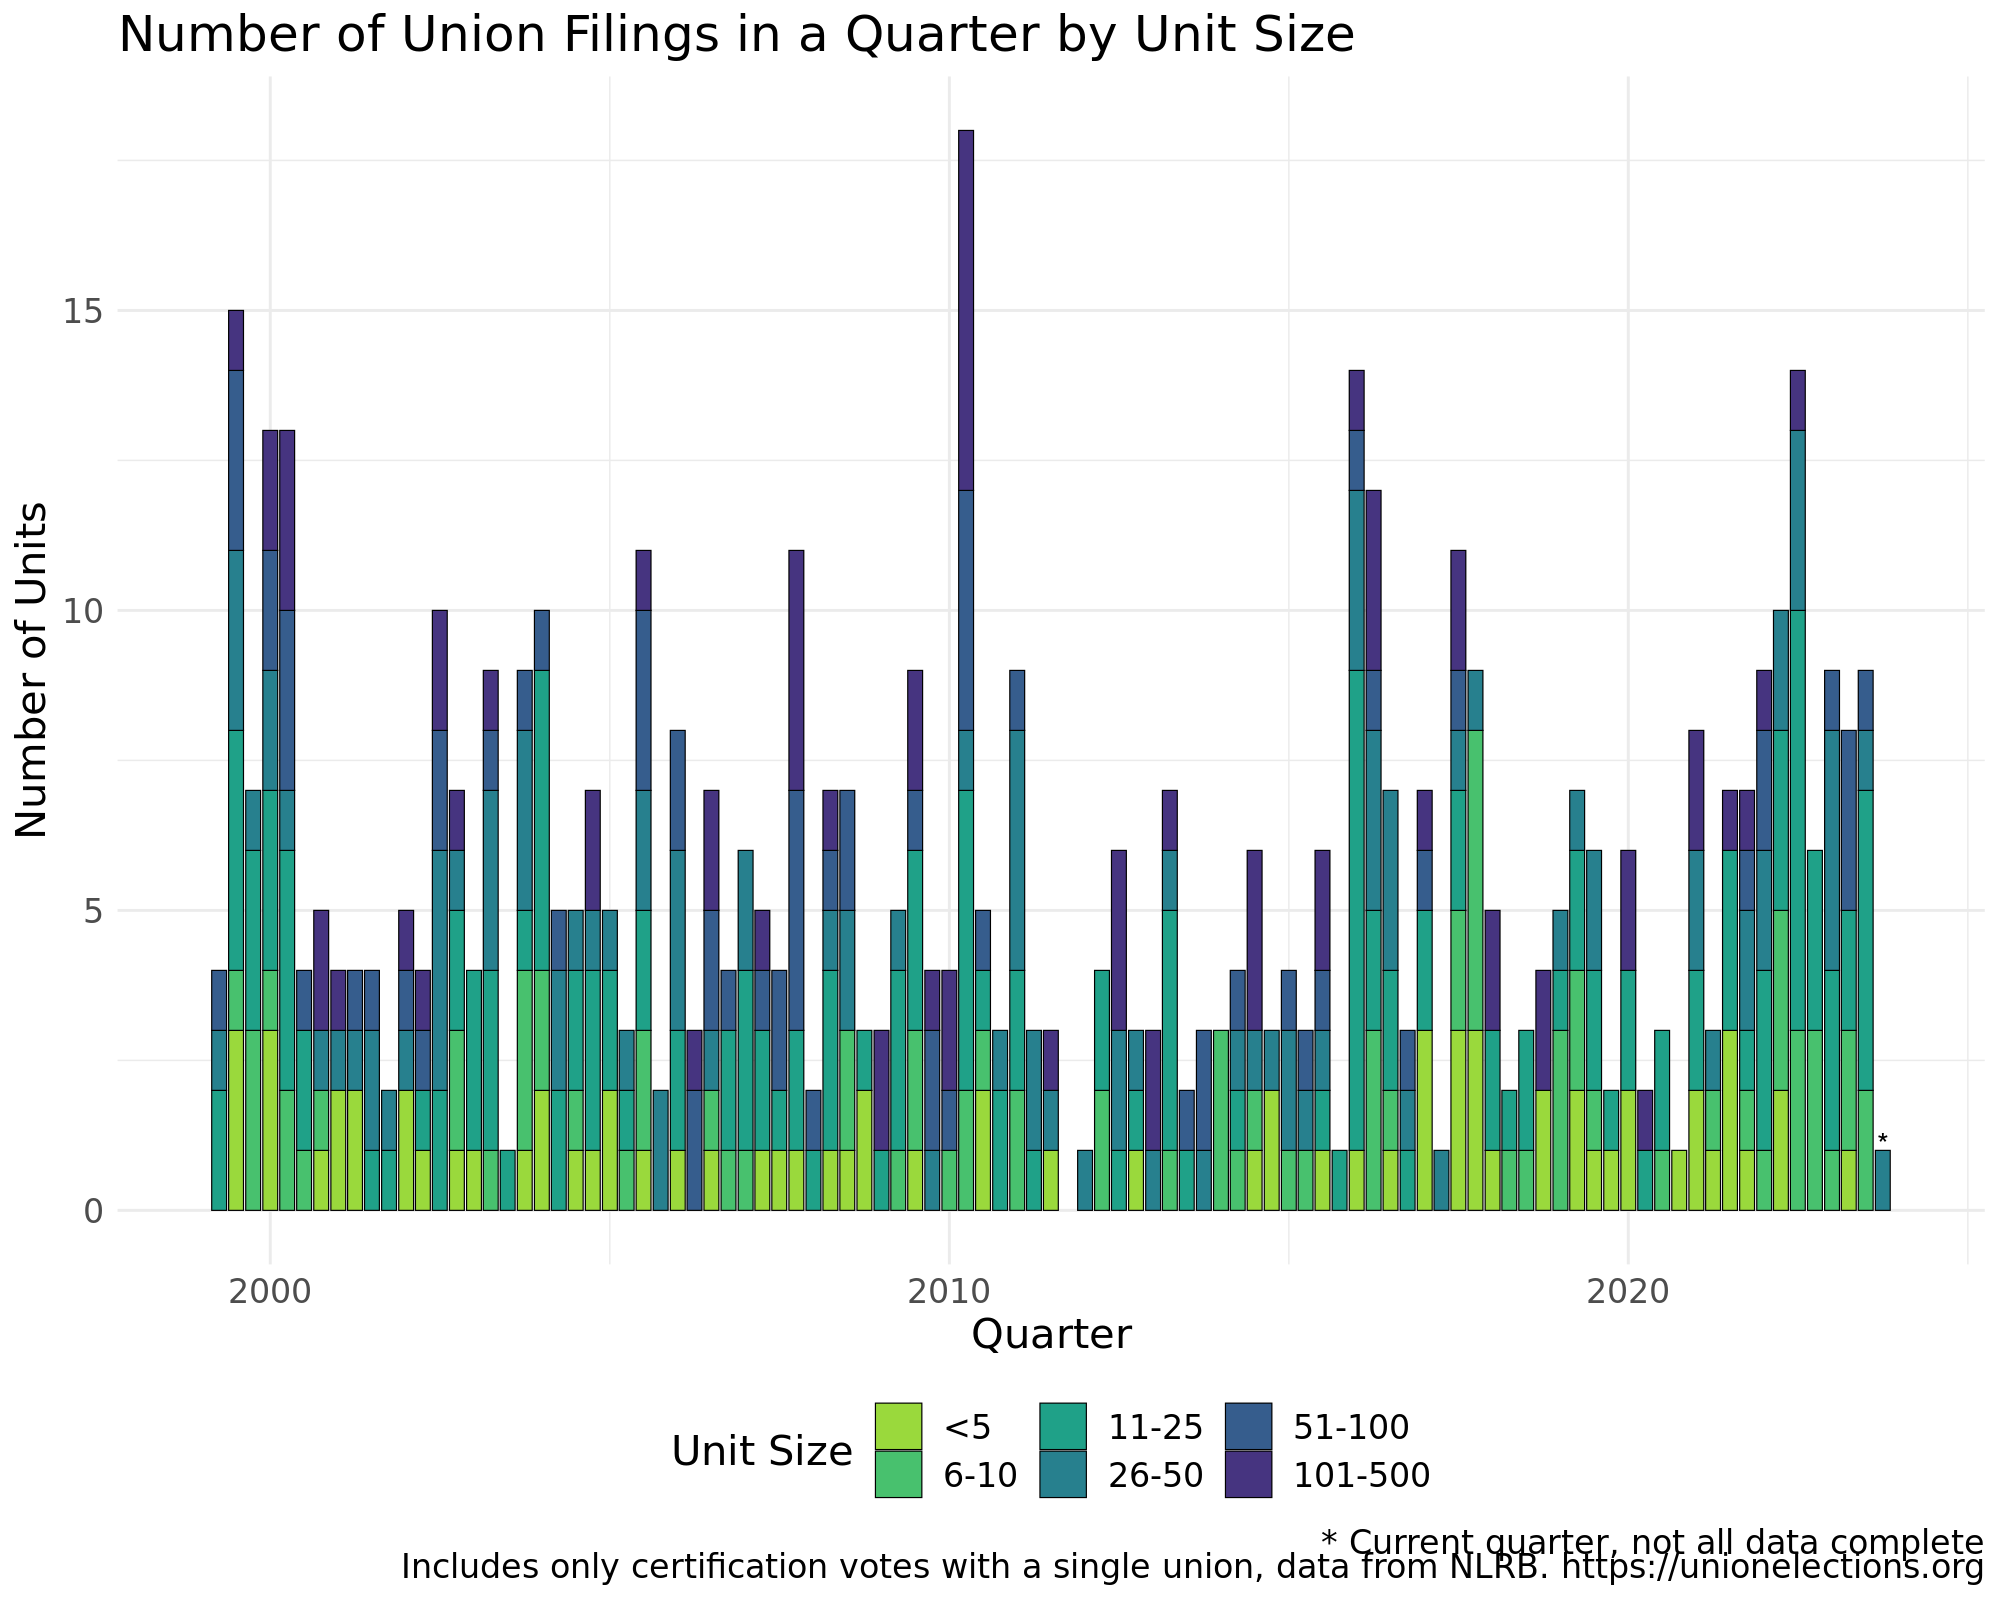 Number of Union Filings in a Quarter by Unit Size
Number of Units
15
10
5
0
*
2000 2010 2020
Quarter
Unit Size
<5 11-25 51-100
6-10 26-50 101-500
* Current quarter, not all data complete
Includes only certification votes with a single union, data from NLRB. https://unionelections.org